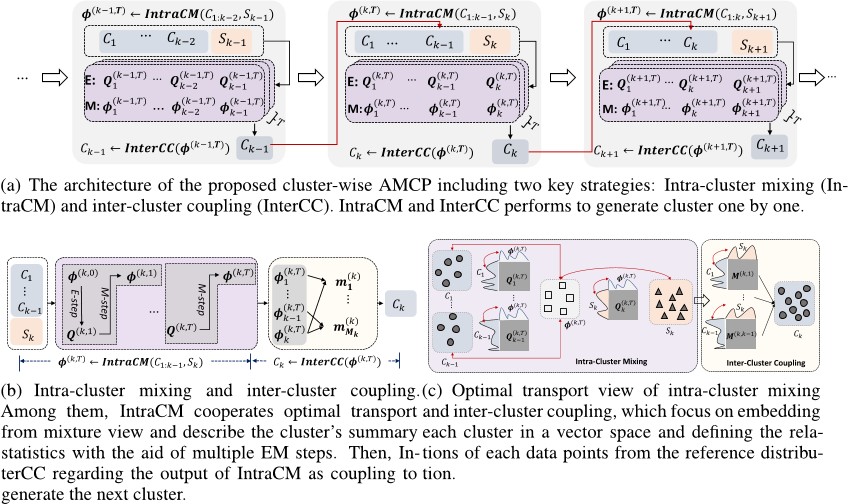 ϕ^(k−1,T) ← IntraCM(C_{1:k−2}, S_{k−1})
C_1 ⋯ C_{k−2} S_{k−1}
E: Q_1^(k−1,T) ⋯ Q_{k−2}^(k−1,T) Q_{k−1}^(k−1,T)
M: ϕ_1^(k−1,T) ⋯ ϕ_{k−2}^(k−1,T) ϕ_{k−1}^(k−1,T)
}T
C_{k−1} ← InterCC(ϕ^(k−1,T)) C_{k−1}
ϕ^(k,T) ← IntraCM(C_{1:k−1}, S_k)
C_1 ⋯ C_{k−1} S_k
E: Q_1^(k,T) ⋯ Q_{k−1}^(k,T) Q_k^(k,T)
M: ϕ_1^(k,T) ⋯ ϕ_{k−1}^(k,T) ϕ_k^(k,T)
}T
C_k ← InterCC(ϕ^(k,T)) C_k
ϕ^(k+1,T) ← IntraCM(C_{1:k}, S_{k+1})
C_1 ⋯ C_k S_{k+1}
E: Q_1^(k+1,T) ⋯ Q_k^(k+1,T) Q_{k+1}^(k+1,T)
M: ϕ_1^(k+1,T) ⋯ ϕ_k^(k+1,T) ϕ_{k+1}^(k+1,T)
}T
C_{k+1} ← InterCC(ϕ^(k+1,T)) C_{k+1}
(a) The architecture of the proposed cluster-wise AMCP including two key strategies: Intra-cluster mixing (In-
traCM) and inter-cluster coupling (InterCC). IntraCM and InterCC performs to generate cluster one by one.
C_1
⋮
C_{k−1}
S_k
ϕ^(k,0) ϕ^(k,1) ϕ^(k,T)
E-step M-step ⋯ M-step
Q^(k,1) Q^(k,T)
ϕ_1^(k,T)
⋮
ϕ_{k−1}^(k,T)
ϕ_k^(k,T)
m_1^(k)
⋮
m_{M_k}^(k)
C_k
ϕ^(k,T) ← IntraCM(C_{1:k−1}, S_k) C_k ← InterCC(ϕ^(k,T))
C_1 C_1 ϕ^(k,T) Q_1^(k,T)
C_{k−1} C_{k−1} ϕ^(k,T) Q_{k−1}^(k,T)
ϕ^(k,T)
S_k ϕ^(k,T) Q_k^(k,T)
S_k
Intra-Cluster Mixing
C_1 S_k M^(k,1)
C_{k−1} S_k M^(k,k−1)
C_k
Inter-Cluster Coupling
(b) Intra-cluster mixing and inter-cluster coupling.
Among them, IntraCM cooperates optimal transport
from mixture view and describe the cluster's summary
statistics with the aid of multiple EM steps. Then, In-
terCC regarding the output of IntraCM as coupling to
generate the next cluster.
(c) Optimal transport view of intra-cluster mixing
and inter-cluster coupling, which focus on embedding
each cluster in a vector space and defining the rela-
tions of each data points from the reference distribu-
tion.